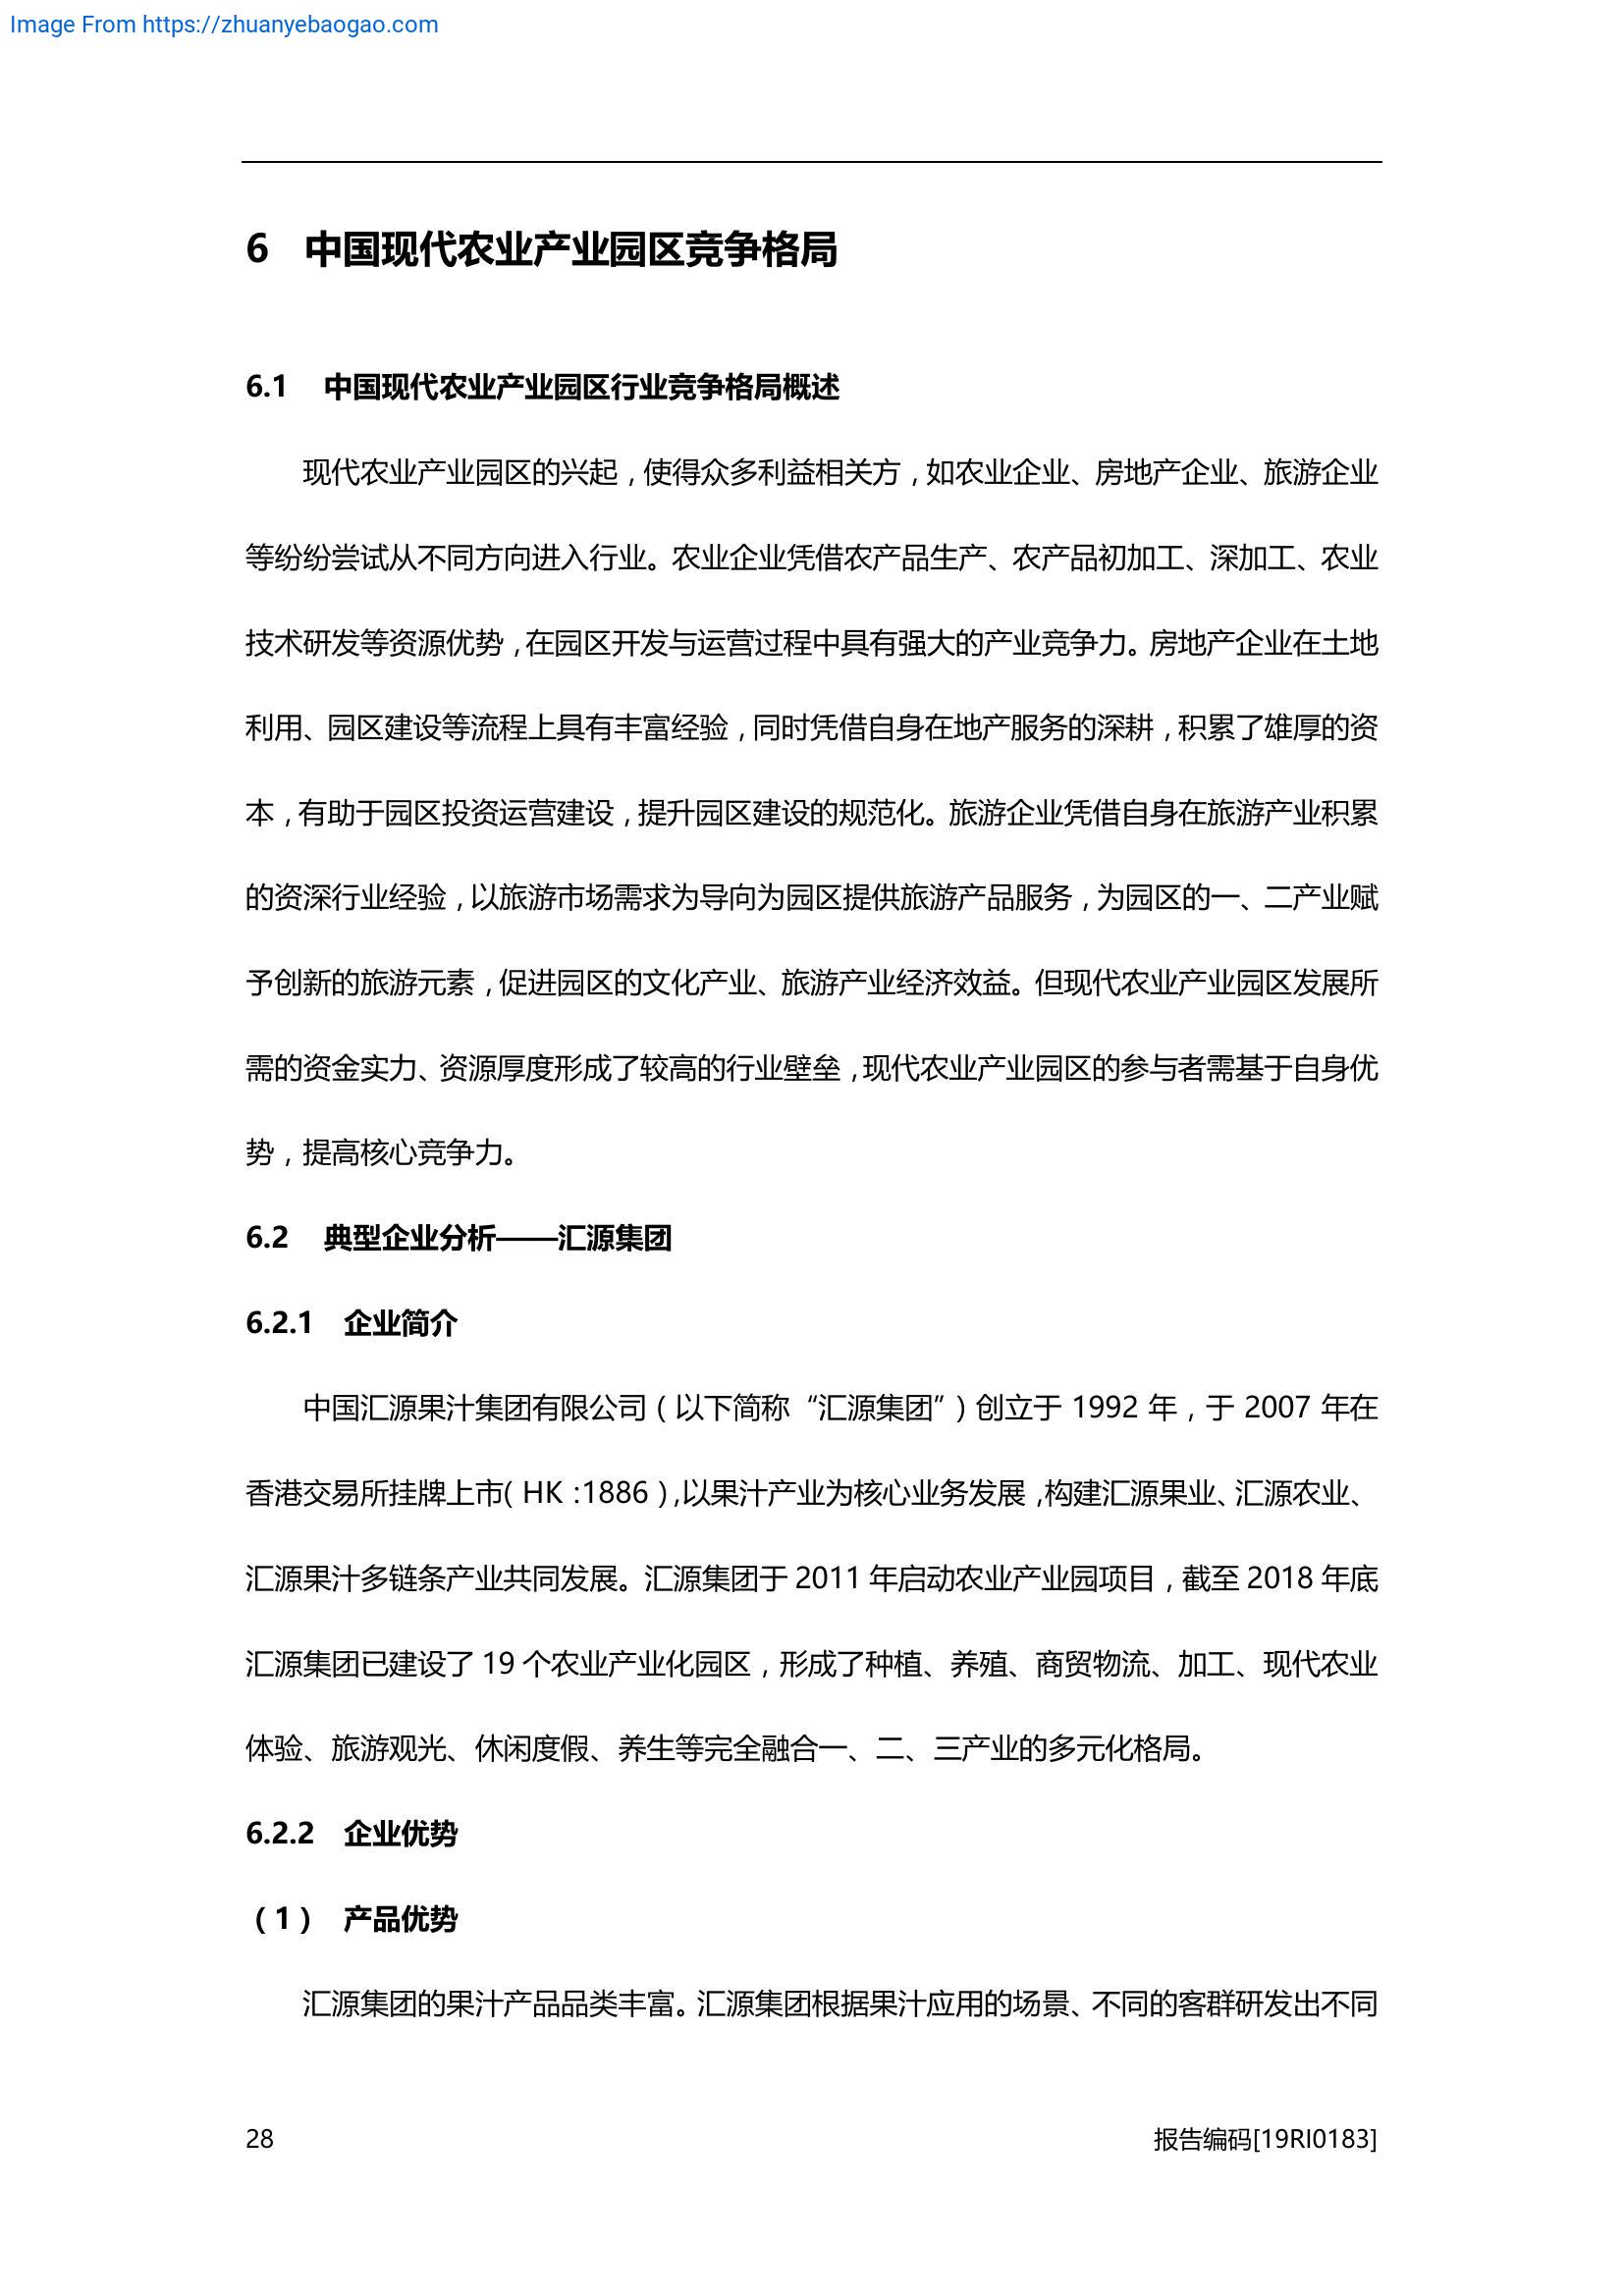 Image From https://zhuanyebaogao.com
6 中国现代农业产业园区竞争格局
6.1 中国现代农业产业园区行业竞争格局概述
现代农业产业园区的兴起，使得众多利益相关方，如农业企业、房地产企业、旅游企业
等纷纷尝试从不同方向进入行业。农业企业凭借农产品生产、农产品初加工、深加工、农业
技术研发等资源优势，在园区开发与运营过程中具有强大的产业竞争力。房地产企业在土地
利用、园区建设等流程上具有丰富经验，同时凭借自身在地产服务的深耕，积累了雄厚的资
本，有助于园区投资运营建设，提升园区建设的规范化。旅游企业凭借自身在旅游产业积累
的资深行业经验，以旅游市场需求为导向为园区提供旅游产品服务，为园区的一、二产业赋
予创新的旅游元素，促进园区的文化产业、旅游产业经济效益。但现代农业产业园区发展所
需的资金实力、资源厚度形成了较高的行业壁垒，现代农业产业园区的参与者需基于自身优
势，提高核心竞争力。
6.2 典型企业分析——汇源集团
6.2.1 企业简介
中国汇源果汁集团有限公司（以下简称“汇源集团”）创立于 1992 年，于 2007 年在
香港交易所挂牌上市（HK：1886），以果汁产业为核心业务发展，构建汇源果业、汇源农业、
汇源果汁多链条产业共同发展。汇源集团于 2011 年启动农业产业园项目，截至 2018 年底
汇源集团已建设了 19 个农业产业化园区，形成了种植、养殖、商贸物流、加工、现代农业
体验、旅游观光、休闲度假、养生等完全融合一、二、三产业的多元化格局。
6.2.2 企业优势
（1） 产品优势
汇源集团的果汁产品品类丰富。汇源集团根据果汁应用的场景、不同的客群研发出不同
28 报告编码[19RI0183]